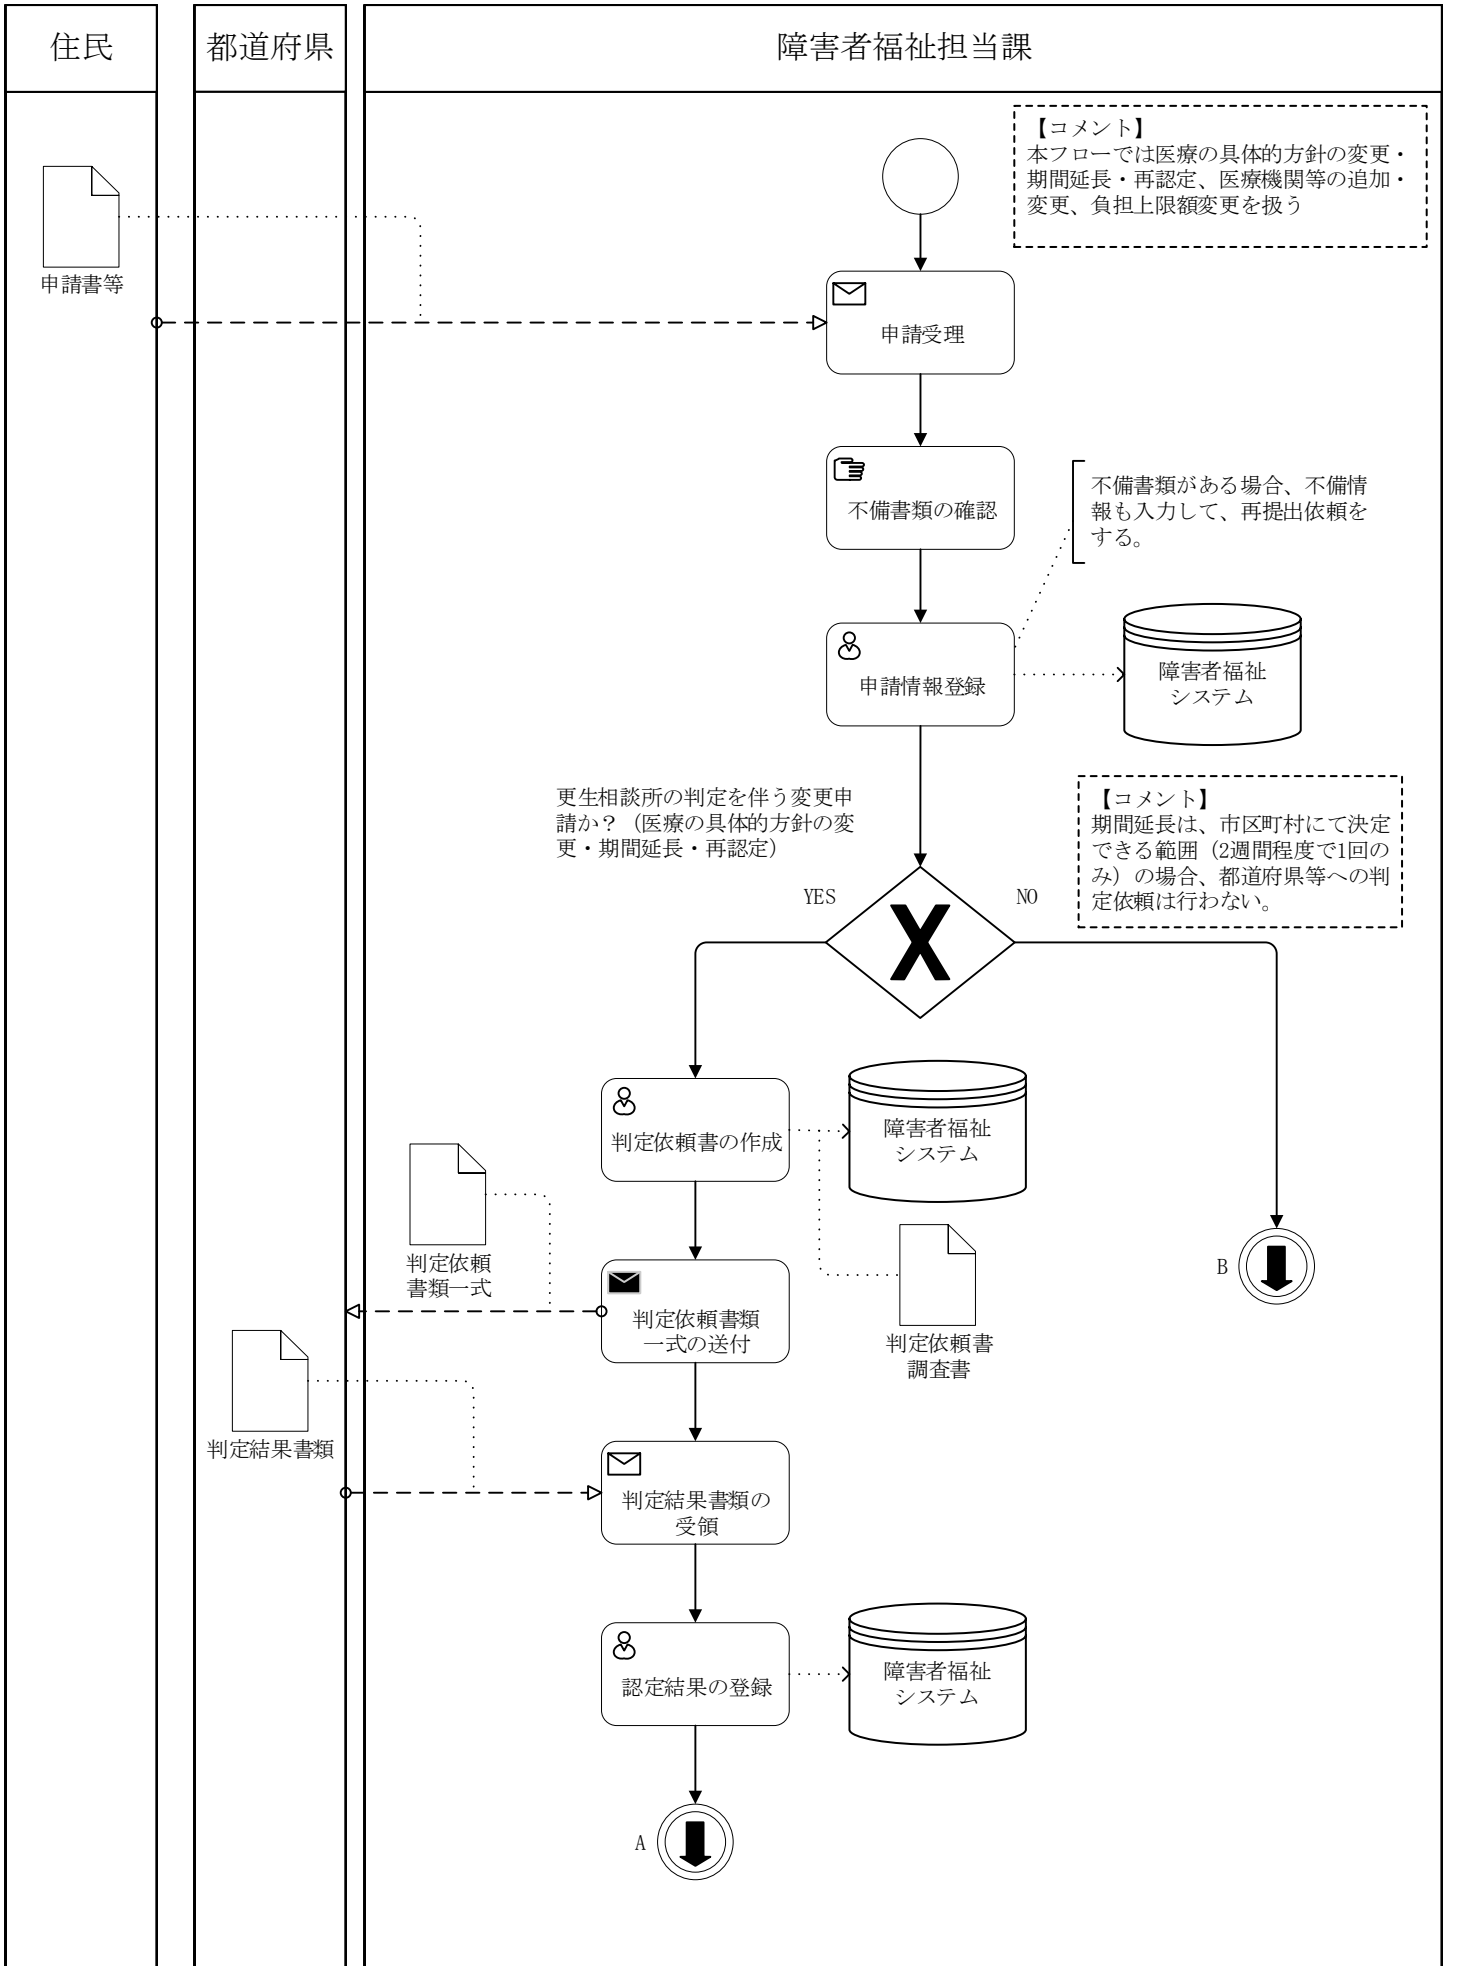 住民
都道府県
障害者福祉担当課
【コメント】
本フローでは医療の具体的方針の変更・
期間延長・再認定、医療機関等の追加・
変更、負担上限額変更を扱う
申請書等
申請受理
不備書類の確認
不備書類がある場合、不備情
報も入力して、再提出依頼を
する。
申請情報登録
障害者福祉
システム
更生相談所の判定を伴う変更申
請か？（医療の具体的方針の変
更・期間延長・再認定）
【コメント】
期間延長は、市区町村にて決定
できる範囲（2週間程度で1回の
み）の場合、都道府県等への判
定依頼は行わない。
YES
NO
判定依頼書の作成
障害者福祉
システム
判定依頼
書類一式
判定依頼書類
一式の送付
判定依頼書
調査書
B
判定結果書類
判定結果書類の
受領
認定結果の登録
障害者福祉
システム
A